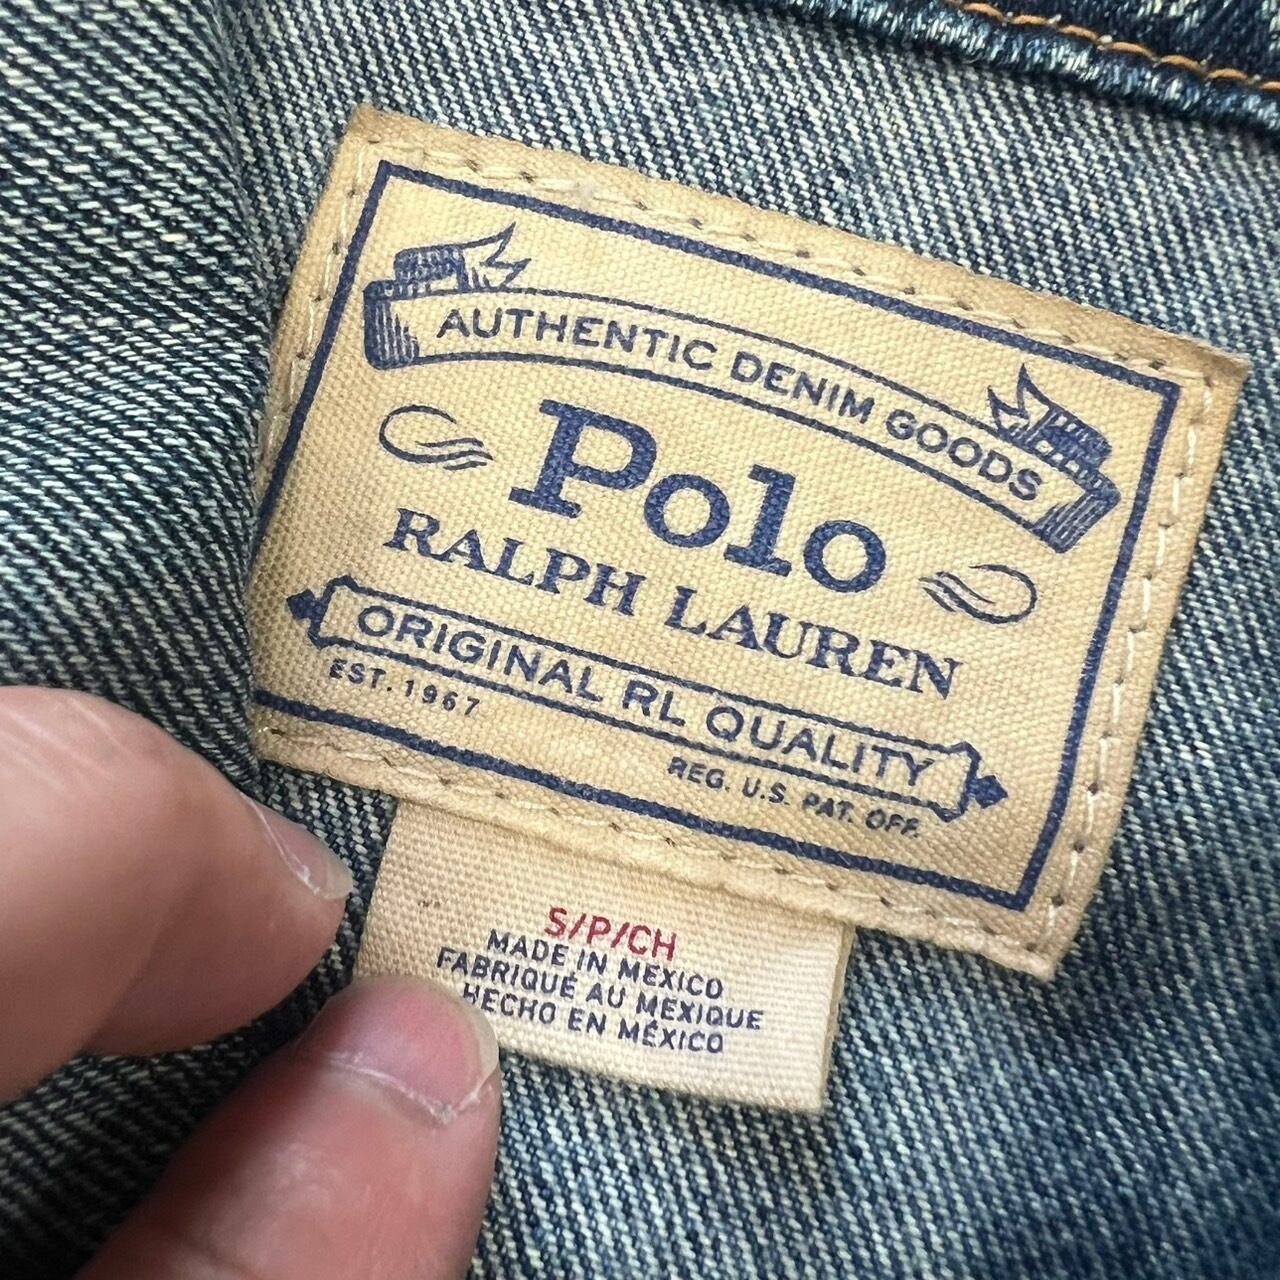 AUTHENTIC DENIM GOODS
Polo
RALPH LAUREN
ORIGINAL RL QUALITY
EST. 1967
REG. U.S. PAT. OFF.
S/P/CH
MADE IN MEXICO
FABRIQUÉ AU MEXIQUE
HECHO EN MÉXICO